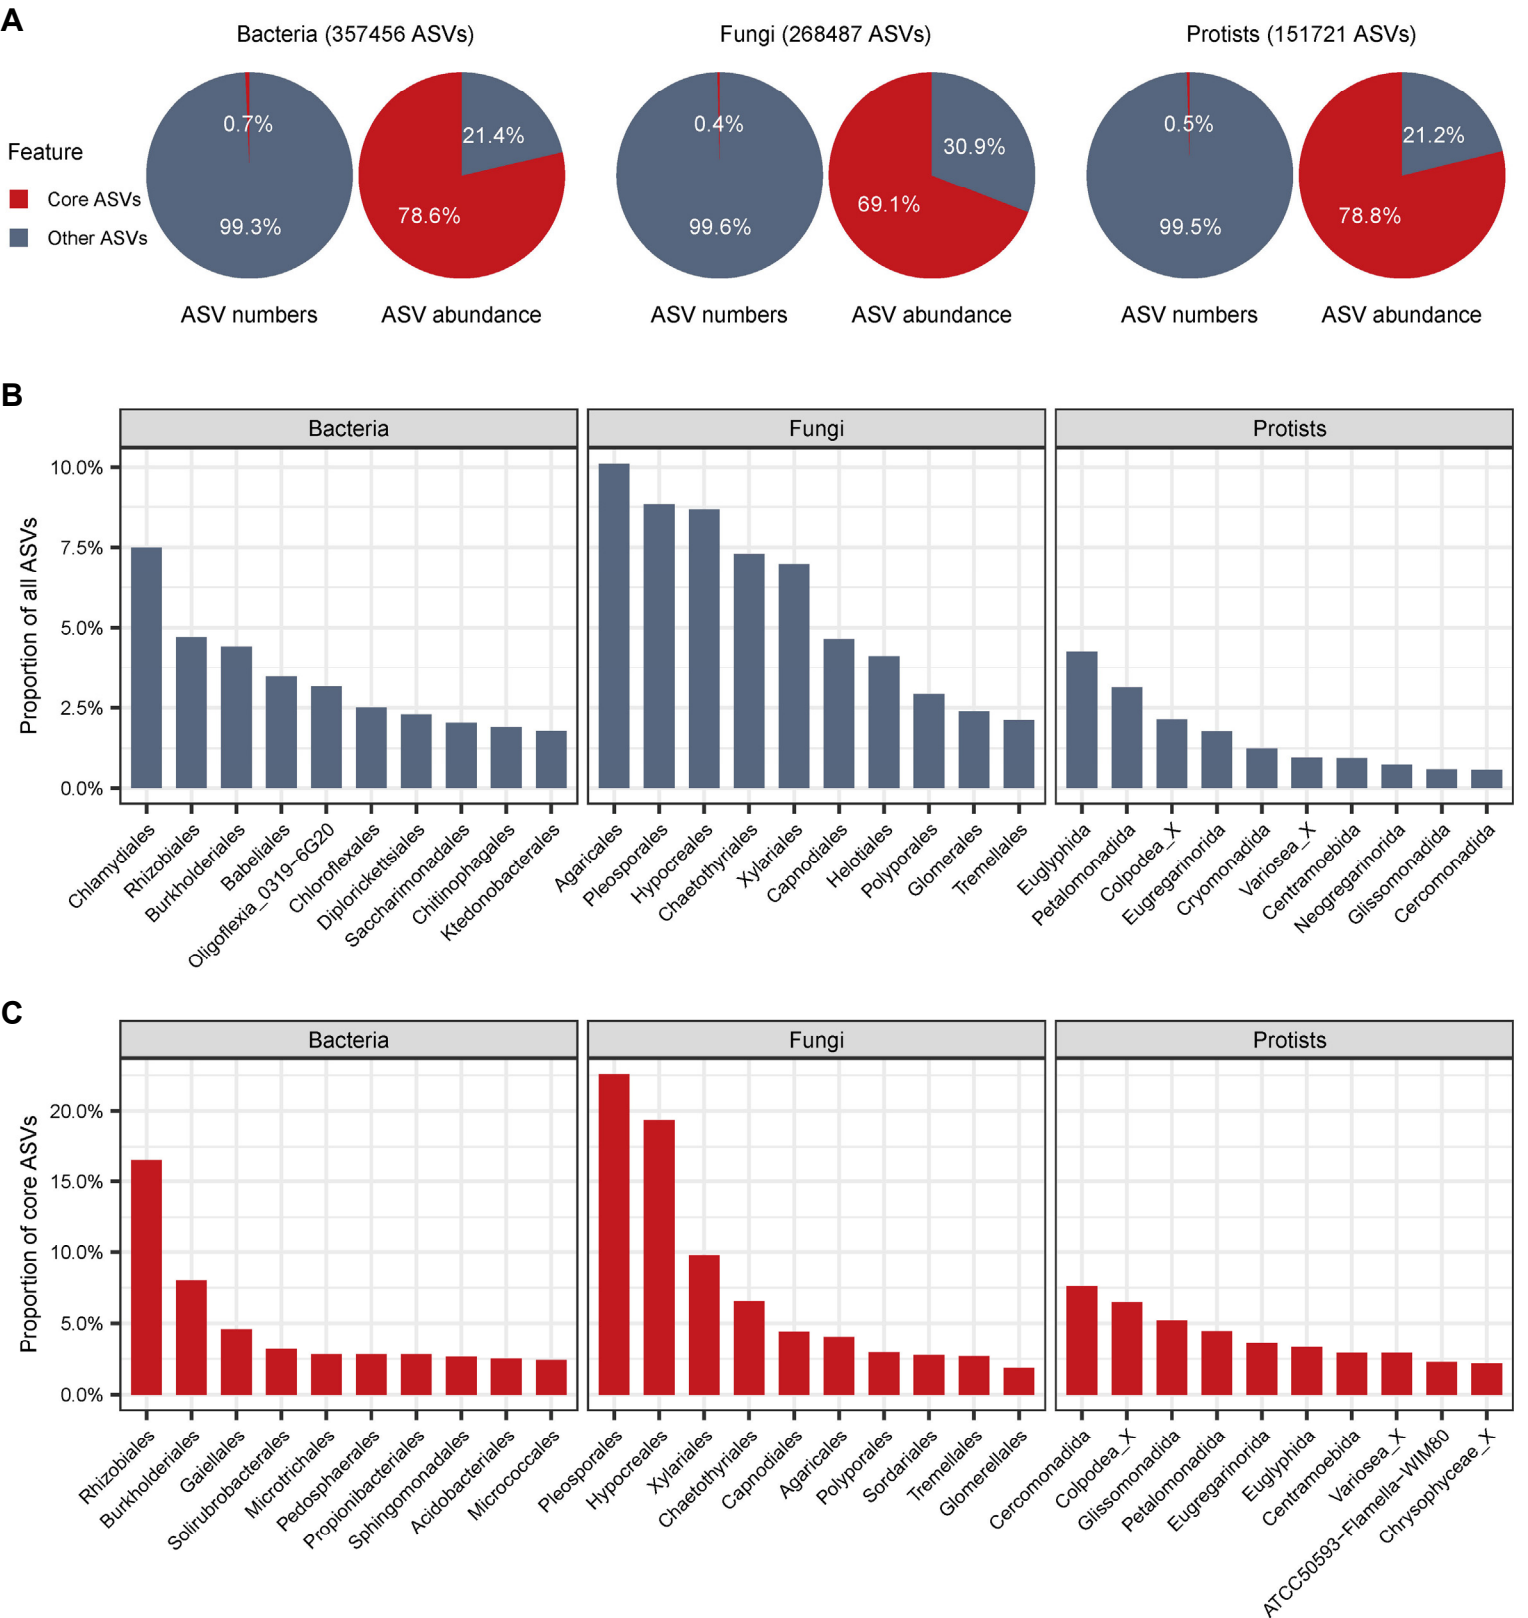 A
Bacteria (357456 ASVs)
Fungi (268487 ASVs)
Protists (151721 ASVs)
Feature
Core ASVs
Other ASVs
0.7%
99.3%
21.4%
78.6%
0.4%
99.6%
30.9%
69.1%
0.5%
99.5%
21.2%
78.8%
ASV numbers
ASV abundance
ASV numbers
ASV abundance
ASV numbers
ASV abundance
B
Bacteria
Fungi
Protists
Proportion of all ASVs
10.0%
7.5%
5.0%
2.5%
0.0%
Chlamydiales
Rhizobiales
Burkholderiales
Babeliales
Oligoflexia_0319−6G20
Chloroflexales
Diplorickettsiales
Saccharimonadales
Chitinophagales
Ktedonobacterales
Agaricales
Pleosporales
Hypocreales
Chaetothyriales
Xylariales
Capnodiales
Helotiales
Polyporales
Glomerales
Tremellales
Euglyphida
Petalomonadida
Colpodea_X
Eugregarinorida
Cryomonadida
Variosea_X
Centramoebida
Neogregarinorida
Glissomonadida
Cercomonadida
C
Bacteria
Fungi
Protists
Proportion of core ASVs
20.0%
15.0%
10.0%
5.0%
0.0%
Rhizobiales
Burkholderiales
Gaiellales
Solirubrobacterales
Microtrichales
Pedosphaerales
Propionibacteriales
Sphingomonadales
Acidobacteriales
Micrococcales
Pleosporales
Hypocreales
Xylariales
Chaetothyriales
Capnodiales
Agaricales
Polyporales
Sordariales
Tremellales
Glomerellales
Cercomonadida
Colpodea_X
Glissomonadida
Petalomonadida
Eugregarinorida
Euglyphida
Centramoebida
Variosea_X
ATCC50593−Flamella−WIM80
Chrysophyceae_X